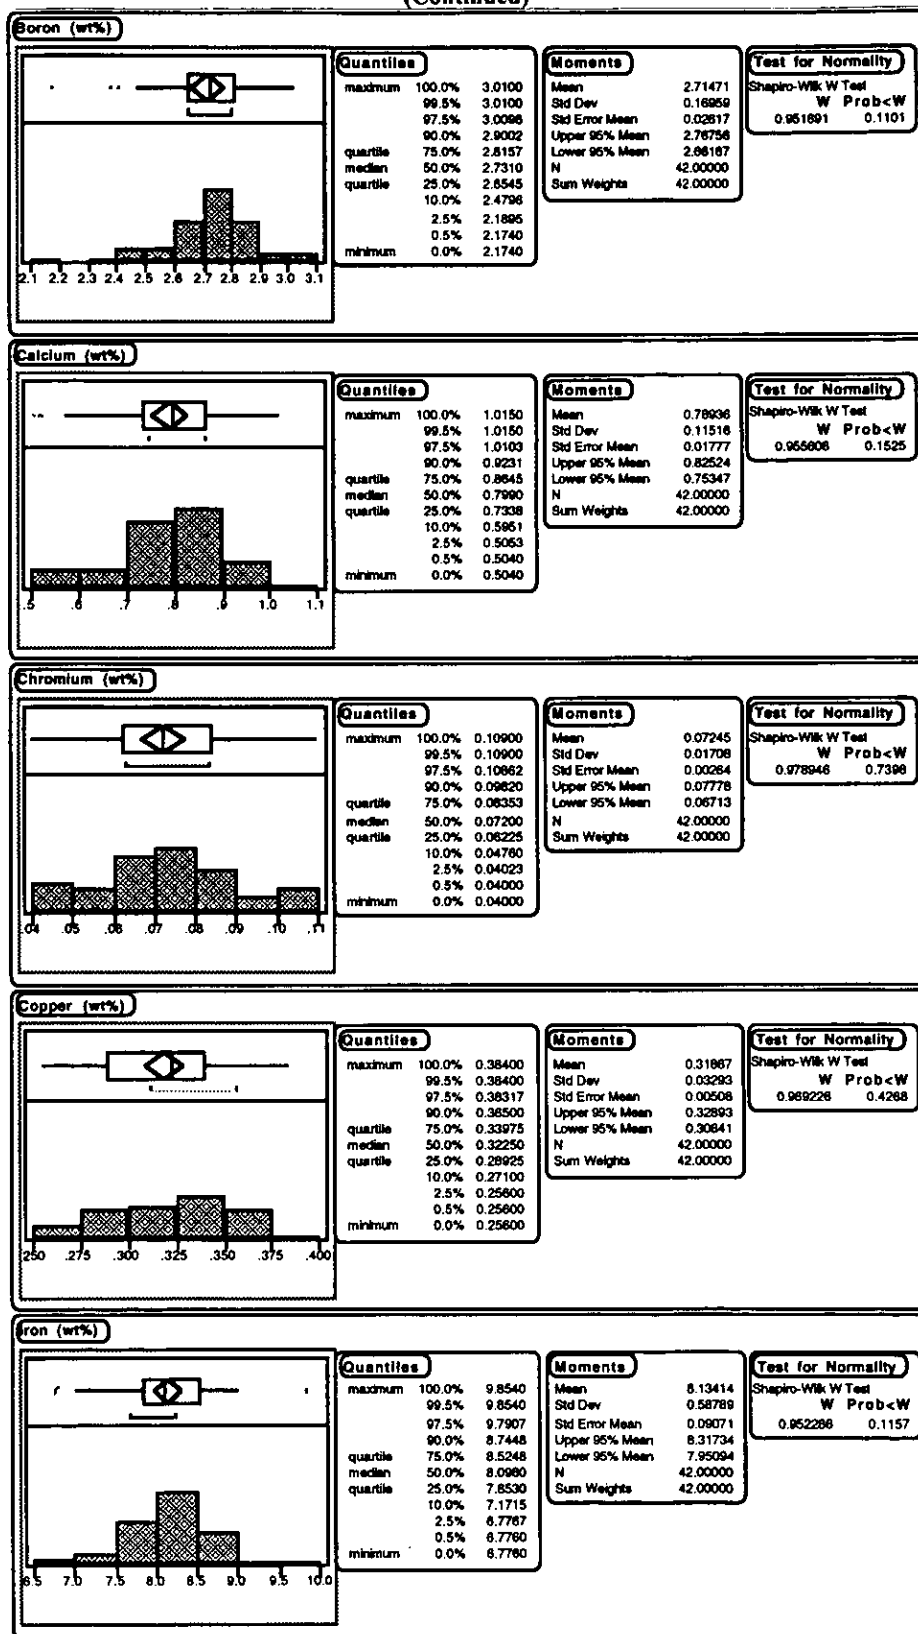 (Continued)
Boron (wt%)
2.1 2.2 2.3 2.4 2.5 2.6 2.7 2.8 2.9 3.0 3.1
Quantiles
maximum 100.0% 3.0100
99.5% 3.0100
97.5% 3.0096
90.0% 2.9002
quartile 75.0% 2.8157
median 50.0% 2.7310
quartile 25.0% 2.6545
10.0% 2.4796
2.5% 2.1895
0.5% 2.1740
minimum 0.0% 2.1740
Moments
Mean 2.71471
Std Dev 0.16959
Std Error Mean 0.02617
Upper 95% Mean 2.76756
Lower 95% Mean 2.66187
N 42.00000
Sum Weights 42.00000
Test for Normality
Shapiro-Wilk W Test
W Prob<W
0.951691 0.1101
Calcium (wt%)
.5 .6 .7 .8 .9 1.0 1.1
Quantiles
maximum 100.0% 1.0150
99.5% 1.0150
97.5% 1.0103
90.0% 0.9231
quartile 75.0% 0.8645
median 50.0% 0.7990
quartile 25.0% 0.7338
10.0% 0.5951
2.5% 0.5053
0.5% 0.5040
minimum 0.0% 0.5040
Moments
Mean 0.78936
Std Dev 0.11516
Std Error Mean 0.01777
Upper 95% Mean 0.82524
Lower 95% Mean 0.75347
N 42.00000
Sum Weights 42.00000
Test for Normality
Shapiro-Wilk W Test
W Prob<W
0.955606 0.1525
Chromium (wt%)
.04 .05 .06 .07 .08 .09 .10 .11
Quantiles
maximum 100.0% 0.10900
99.5% 0.10900
97.5% 0.10862
90.0% 0.09820
quartile 75.0% 0.08353
median 50.0% 0.07200
quartile 25.0% 0.06225
10.0% 0.04760
2.5% 0.04023
0.5% 0.04000
minimum 0.0% 0.04000
Moments
Mean 0.07245
Std Dev 0.01708
Std Error Mean 0.00264
Upper 95% Mean 0.07778
Lower 95% Mean 0.06713
N 42.00000
Sum Weights 42.00000
Test for Normality
Shapiro-Wilk W Test
W Prob<W
0.978946 0.7398
Copper (wt%)
.250 .275 .300 .325 .350 .375 .400
Quantiles
maximum 100.0% 0.38400
99.5% 0.38400
97.5% 0.38317
90.0% 0.36500
quartile 75.0% 0.33975
median 50.0% 0.32250
quartile 25.0% 0.28925
10.0% 0.27100
2.5% 0.25600
0.5% 0.25600
minimum 0.0% 0.25600
Moments
Mean 0.31867
Std Dev 0.03293
Std Error Mean 0.00508
Upper 95% Mean 0.32893
Lower 95% Mean 0.30841
N 42.00000
Sum Weights 42.00000
Test for Normality
Shapiro-Wilk W Test
W Prob<W
0.969226 0.4268
Iron (wt%)
6.5 7.0 7.5 8.0 8.5 9.0 9.5 10.0
Quantiles
maximum 100.0% 9.8540
99.5% 9.8540
97.5% 9.7907
90.0% 8.7448
quartile 75.0% 8.5248
median 50.0% 8.0980
quartile 25.0% 7.8530
10.0% 7.1715
2.5% 6.7767
0.5% 6.7760
minimum 0.0% 6.7760
Moments
Mean 8.13414
Std Dev 0.58789
Std Error Mean 0.09071
Upper 95% Mean 8.31734
Lower 95% Mean 7.95094
N 42.00000
Sum Weights 42.00000
Test for Normality
Shapiro-Wilk W Test
W Prob<W
0.952266 0.1157